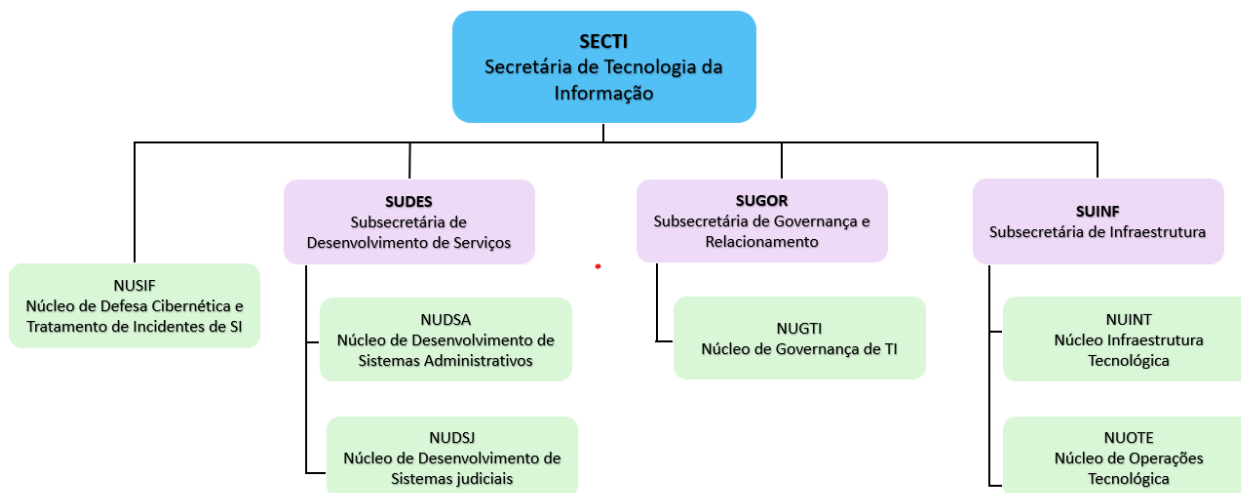 SECTI
Secretária de Tecnologia da
Informação
SUDES
Subsecretária de
Desenvolvimento de Serviços
SUGOR
Subsecretária de Governança e
Relacionamento
SUINF
Subsecretária de Infraestrutura
NUSIF
Núcleo de Defesa Cibernética e
Tratamento de Incidentes de SI
NUDSA
Núcleo de Desenvolvimento de
Sistemas Administrativos
NUGTI
Núcleo de Governança de TI
NUINT
Núcleo Infraestrutura
Tecnológica
NUDSJ
Núcleo de Desenvolvimento de
Sistemas judiciais
NUOTE
Núcleo de Operações
Tecnológica